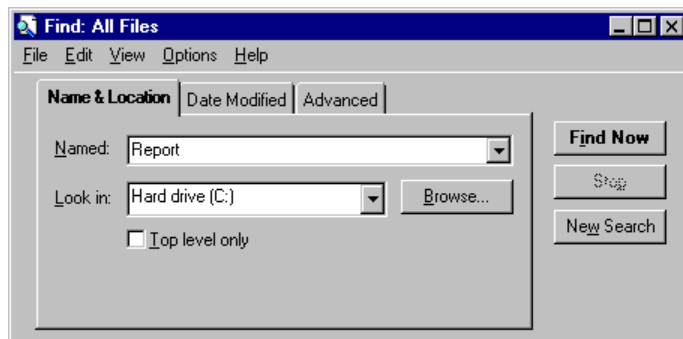 Find: All Files
File Edit View Options Help
Name & Location Date Modified Advanced
Named: Report
Look in: Hard drive (C:) Browse...
Top level only
Find Now
Stop
New Search